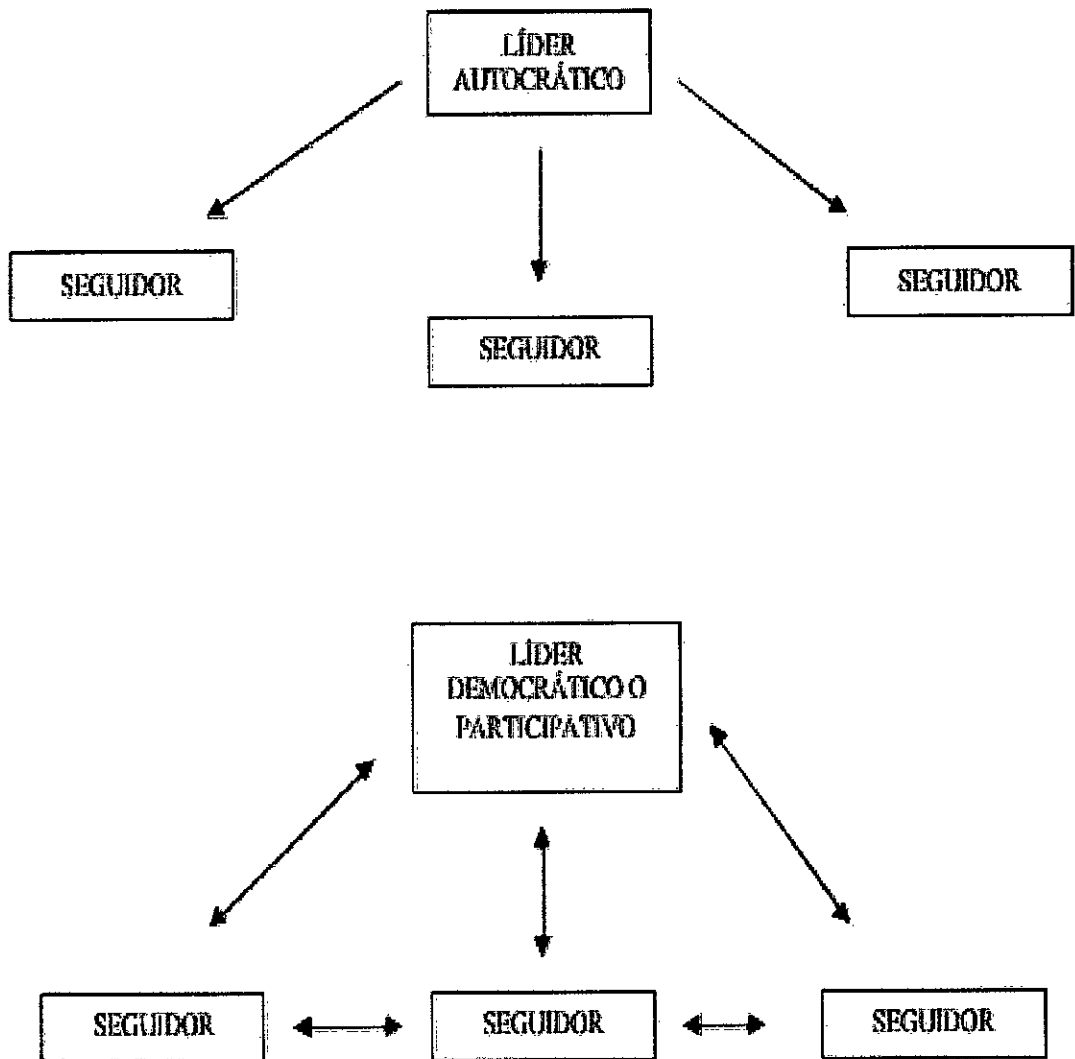 LÍDER
AUTOCRÁTICO
SEGUIDOR
SEGUIDOR
SEGUIDOR
LÍDER
DEMOCRÁTICO O
PARTICIPATIVO
SEGUIDOR
SEGUIDOR
SEGUIDOR